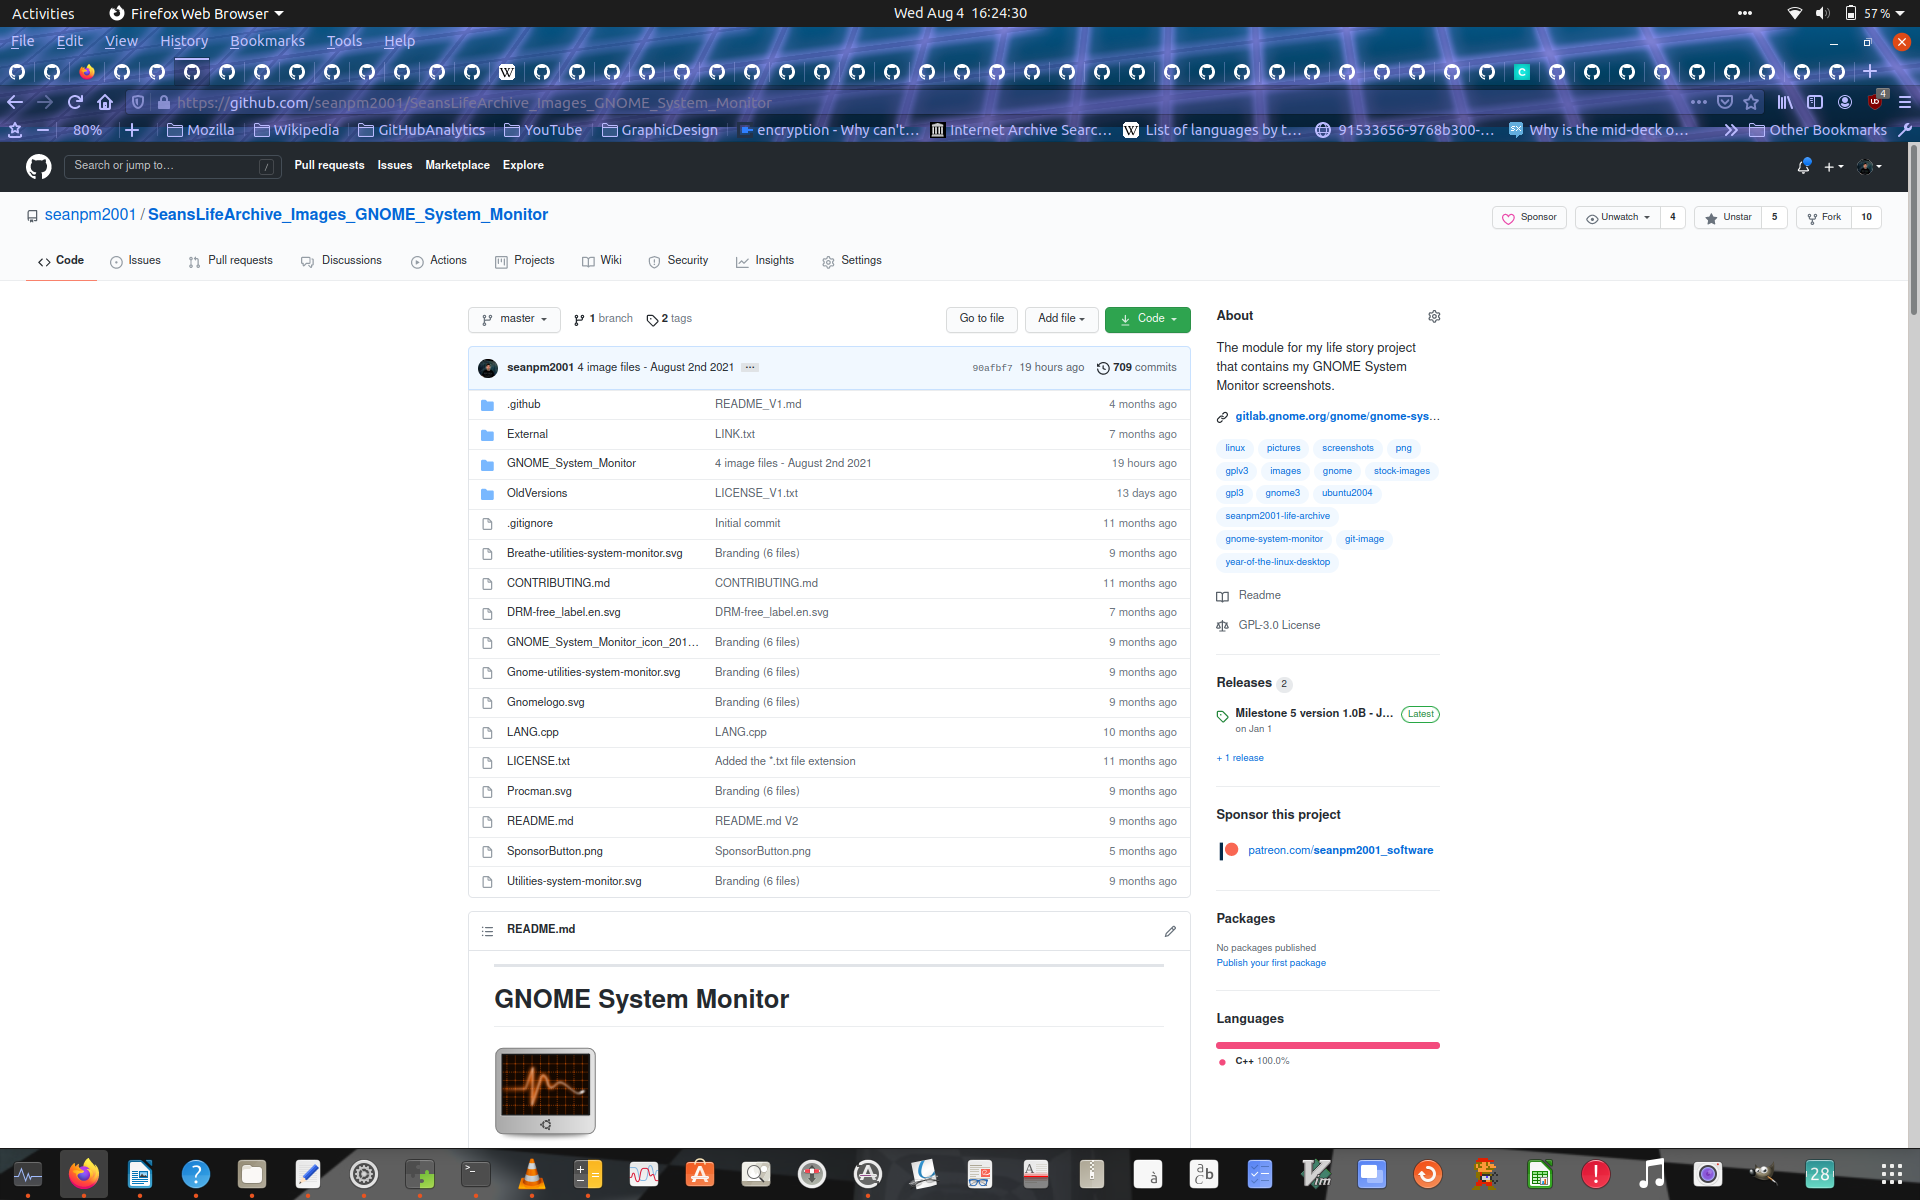 Activities Firefox Web Browser Wed Aug 4 16:24:30 57 %
File Edit View History Bookmarks Tools Help
https://github.com/seanpm2001/SeansLifeArchive_Images_GNOME_System_Monitor 4
80% Mozilla Wikipedia GitHubAnalytics YouTube GraphicDesign encryption - Why can't… Internet Archive Searc… List of languages by t… 91533656-9768b300-… Why is the mid-deck o… Other Bookmarks
Search or jump to… / Pull requests Issues Marketplace Explore
seanpm2001 / SeansLifeArchive_Images_GNOME_System_Monitor
Sponsor Unwatch 4 Unstar 5 Fork 10
Code Issues Pull requests Discussions Actions Projects Wiki Security Insights Settings
master 1 branch 2 tags Go to file Add file Code
seanpm2001 4 image files - August 2nd 2021 ... 90afbf7 19 hours ago 709 commits
.github README_V1.md 4 months ago
External LINK.txt 7 months ago
GNOME_System_Monitor 4 image files - August 2nd 2021 19 hours ago
OldVersions LICENSE_V1.txt 13 days ago
.gitignore Initial commit 11 months ago
Breathe-utilities-system-monitor.svg Branding (6 files) 9 months ago
CONTRIBUTING.md CONTRIBUTING.md 11 months ago
DRM-free_label.en.svg DRM-free_label.en.svg 7 months ago
GNOME_System_Monitor_icon_201… Branding (6 files) 9 months ago
Gnome-utilities-system-monitor.svg Branding (6 files) 9 months ago
Gnomelogo.svg Branding (6 files) 9 months ago
LANG.cpp LANG.cpp 10 months ago
LICENSE.txt Added the *.txt file extension 11 months ago
Procman.svg Branding (6 files) 9 months ago
README.md README.md V2 9 months ago
SponsorButton.png SponsorButton.png 5 months ago
Utilities-system-monitor.svg Branding (6 files) 9 months ago
README.md
GNOME System Monitor
About
The module for my life story project
that contains my GNOME System
Monitor screenshots.
gitlab.gnome.org/gnome/gnome-sys…
linux pictures screenshots png
gplv3 images gnome stock-images
gpl3 gnome3 ubuntu2004
seanpm2001-life-archive
gnome-system-monitor git-image
year-of-the-linux-desktop
Readme
GPL-3.0 License
Releases 2
Milestone 5 version 1.0B - J… Latest
on Jan 1
+ 1 release
Sponsor this project
patreon.com/seanpm2001_software
Packages
No packages published
Publish your first package
Languages
C++ 100.0%
28